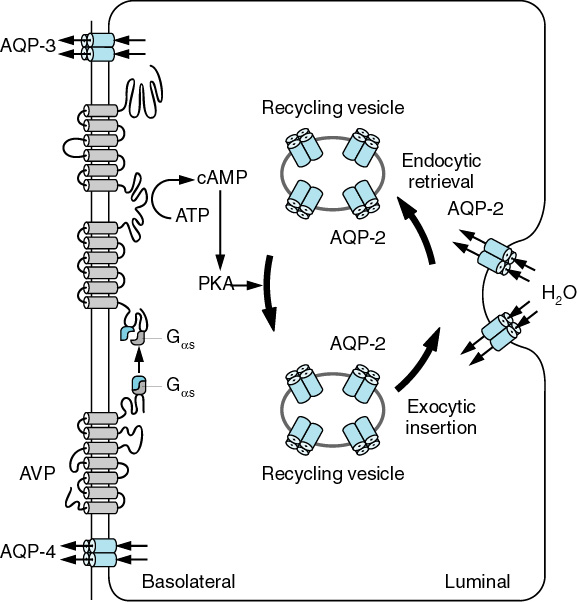 AQP-3
Recycling vesicle
Endocytic
retrieval
cAMP
ATP
AQP-2
AQP-2
PKA
H₂O
Gαs
AQP-2
Gαs
Exocytic
insertion
AVP
Recycling vesicle
AQP-4
Basolateral
Luminal